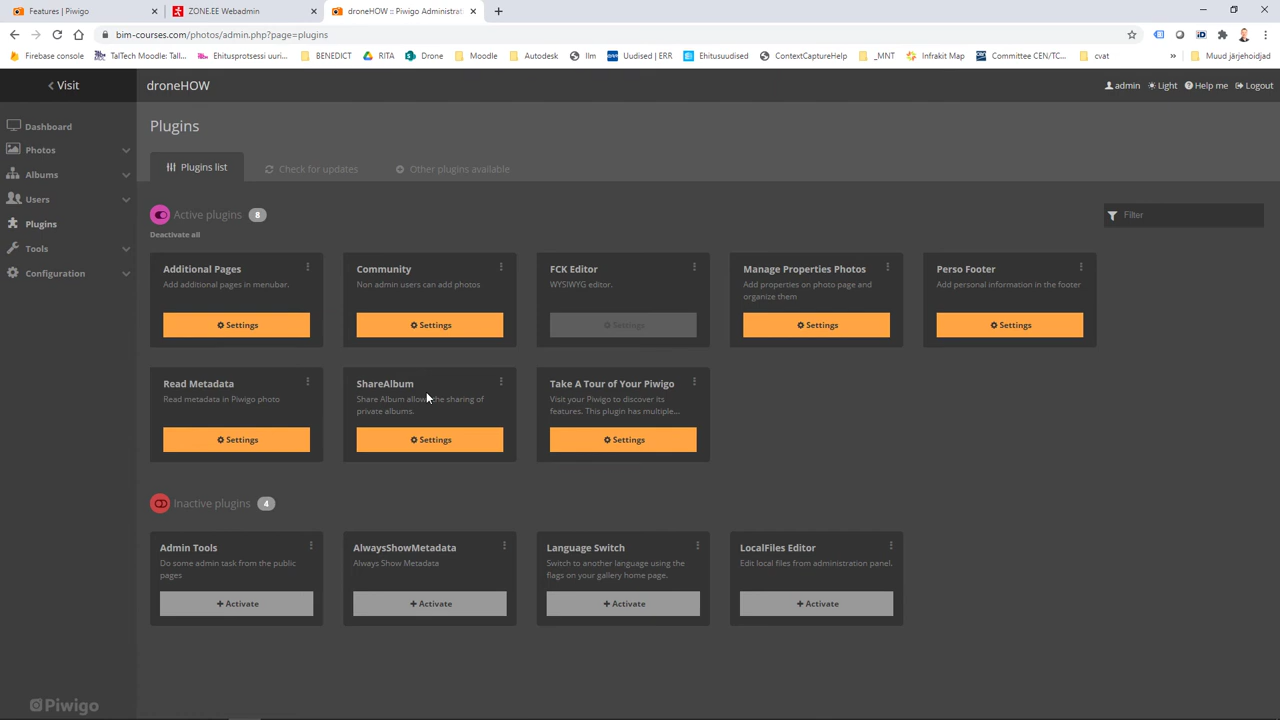 Features | Piwigo
ZONE.EE Webadmin
droneHOW :: Piwigo Administrat
bim-courses.com/photos/admin.php?page=plugins
Firebase console
TalTech Moodle: Tall...
Ehitusprotsessi uuri...
BENEDICT
RITA
Drone
Moodle
Autodesk
Ilm
Uudised | ERR
Ehitusuudised
ContextCaptureHelp
_MNT
Infrakit Map
Committee CEN/TC...
cvat
»
Muud järjehoidjad
Visit
droneHOW
admin
Light
Help me
Logout
Dashboard
Photos
Albums
Users
Plugins
Tools
Configuration
Plugins
Plugins list
Check for updates
Other plugins available
Active plugins 8
Deactivate all
Filter
Additional Pages
Add additional pages in menubar.
Settings
Community
Non admin users can add photos
Settings
FCK Editor
WYSIWYG editor.
Settings
Manage Properties Photos
Add properties on photo page and
organize them
Settings
Perso Footer
Add personal information in the footer
Settings
Read Metadata
Read metadata in Piwigo photo
Settings
ShareAlbum
Share Album allow the sharing of
private albums.
Settings
Take A Tour of Your Piwigo
Visit your Piwigo to discover its
features. This plugin has multiple...
Settings
Inactive plugins 4
Admin Tools
Do some admin task from the public
pages
+ Activate
AlwaysShowMetadata
Always Show Metadata
+ Activate
Language Switch
Switch to another language using the
flags on your gallery home page.
+ Activate
LocalFiles Editor
Edit local files from administration panel.
+ Activate
Piwigo